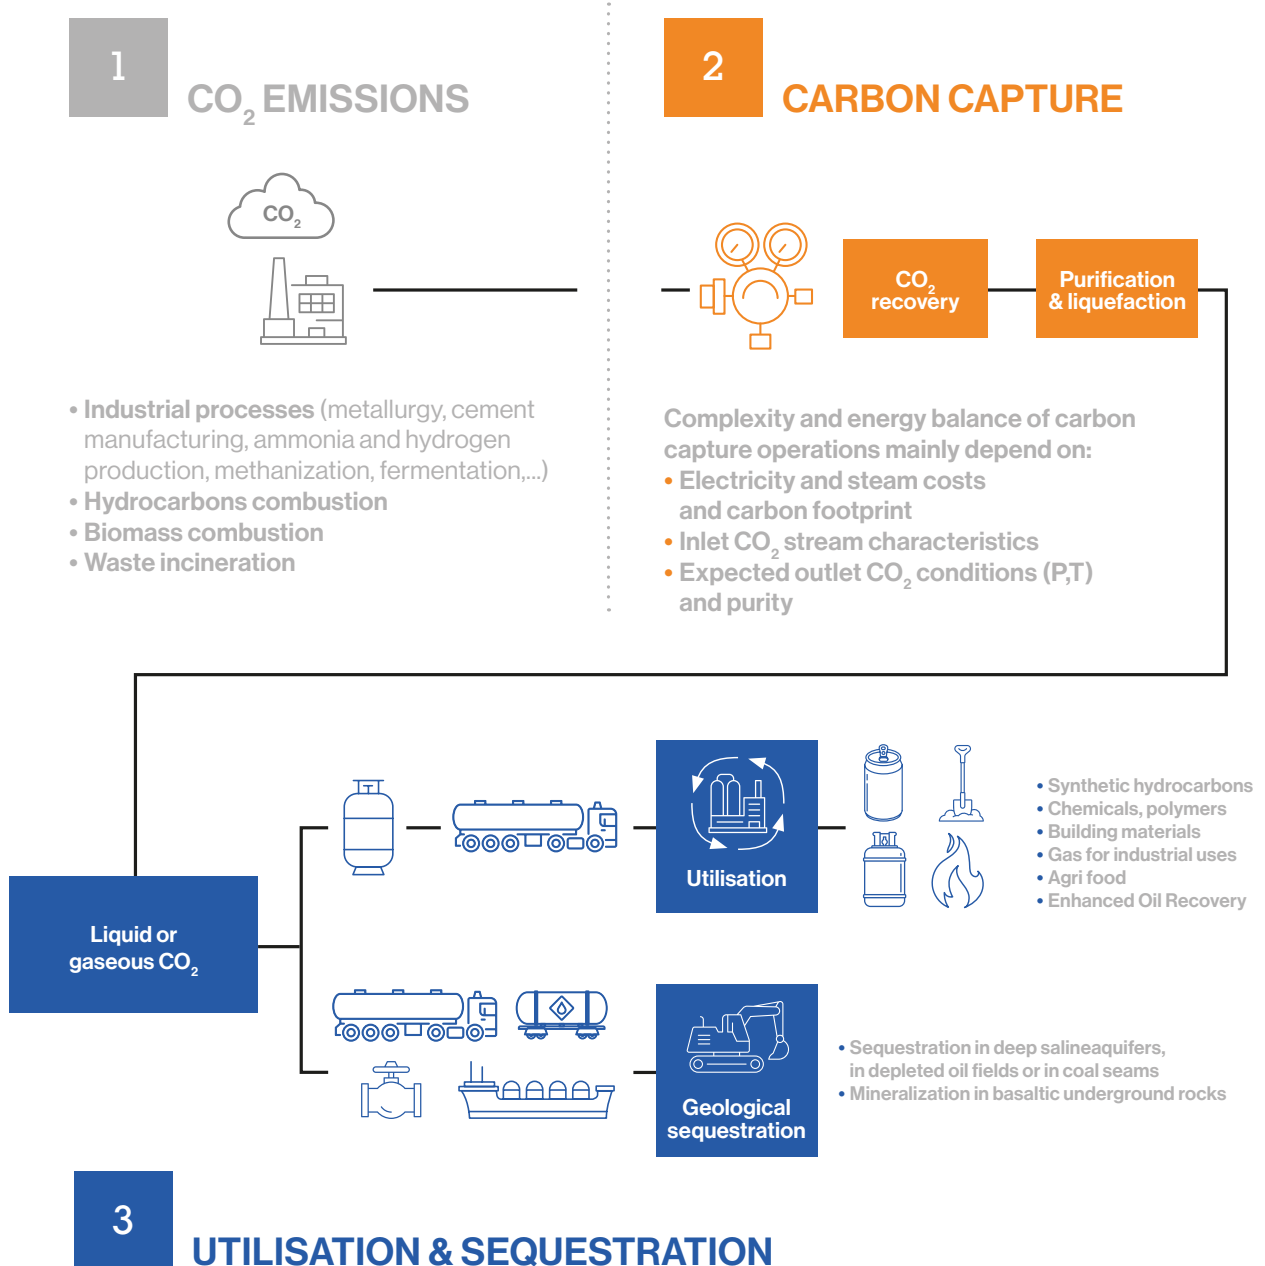 1
CO₂ EMISSIONS
CO₂
• Industrial processes (metallurgy, cement
manufacturing, ammonia and hydrogen
production, methanization, fermentation,...)
• Hydrocarbons combustion
• Biomass combustion
• Waste incineration
2
CARBON CAPTURE
CO₂
recovery
Purification
& liquefaction
Complexity and energy balance of carbon
capture operations mainly depend on:
• Electricity and steam costs
and carbon footprint
• Inlet CO₂ stream characteristics
• Expected outlet CO₂ conditions (P,T)
and purity
Liquid or
gaseous CO₂
Utilisation
• Synthetic hydrocarbons
• Chemicals, polymers
• Building materials
• Gas for industrial uses
• Agri food
• Enhanced Oil Recovery
Geological
sequestration
• Sequestration in deep salineaquifers,
in depleted oil fields or in coal seams
• Mineralization in basaltic underground rocks
3
UTILISATION & SEQUESTRATION